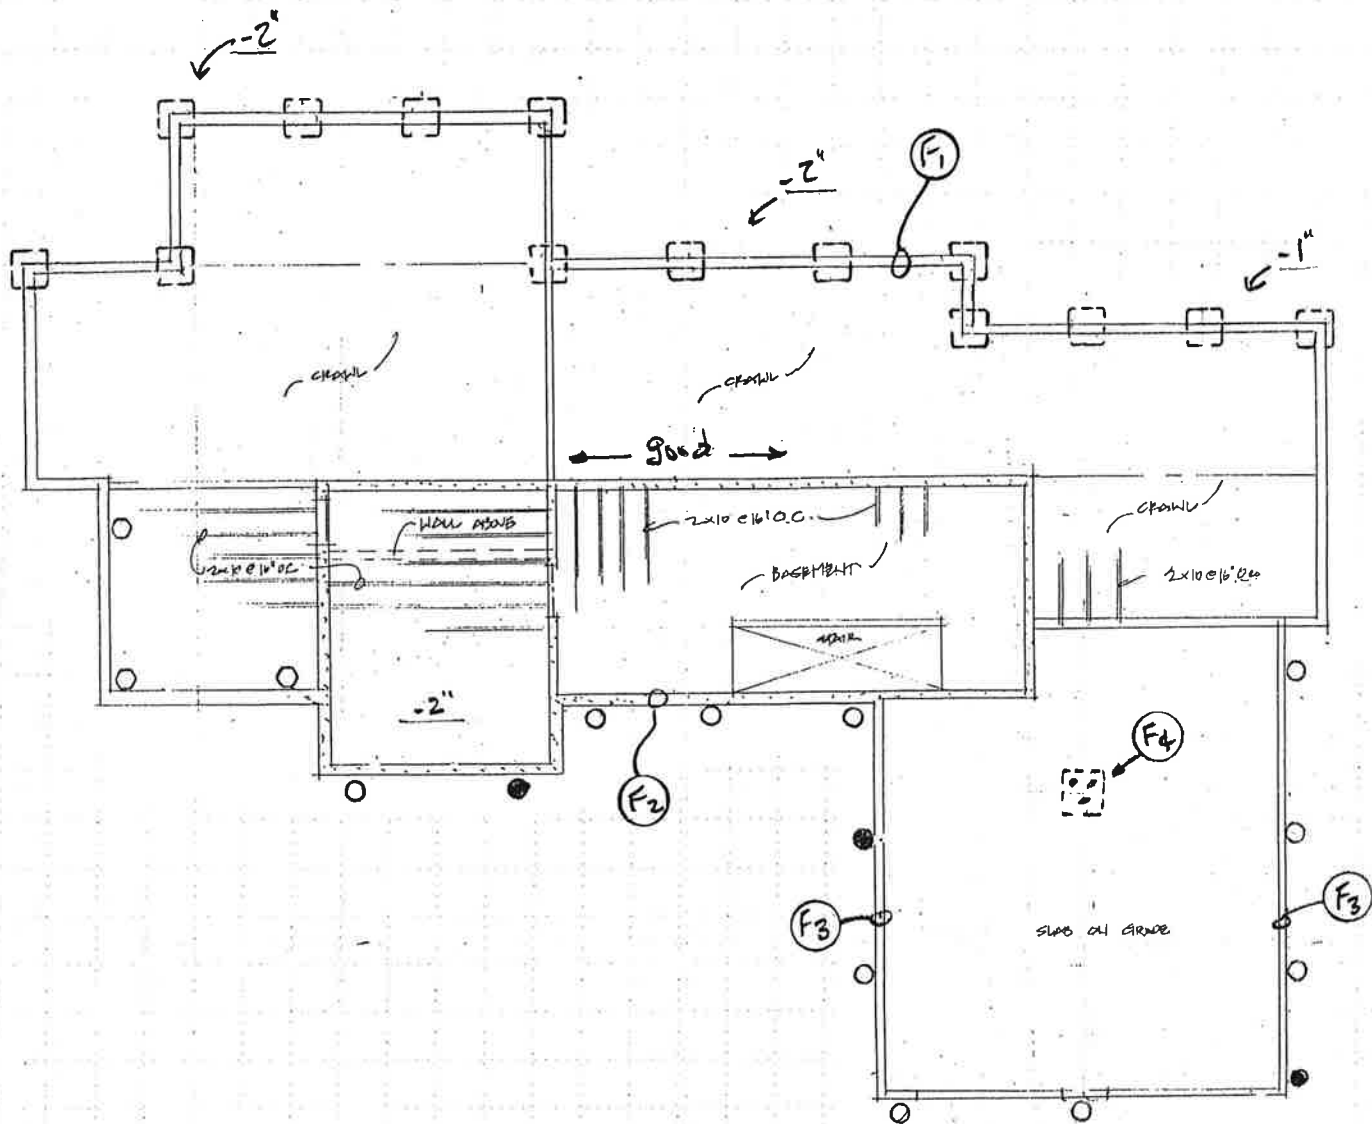 -2"
F1
-2"
-1"
CRAWL
CRAWL
good
CRAWL
WALL ABOVE
2x10 @ 16" O.C.
2x10 @ 16" OC
BASEMENT
2x10 @ 16" O.C.
STAIR
-2"
F4
F2
F3
F3
SLAB ON GRADE